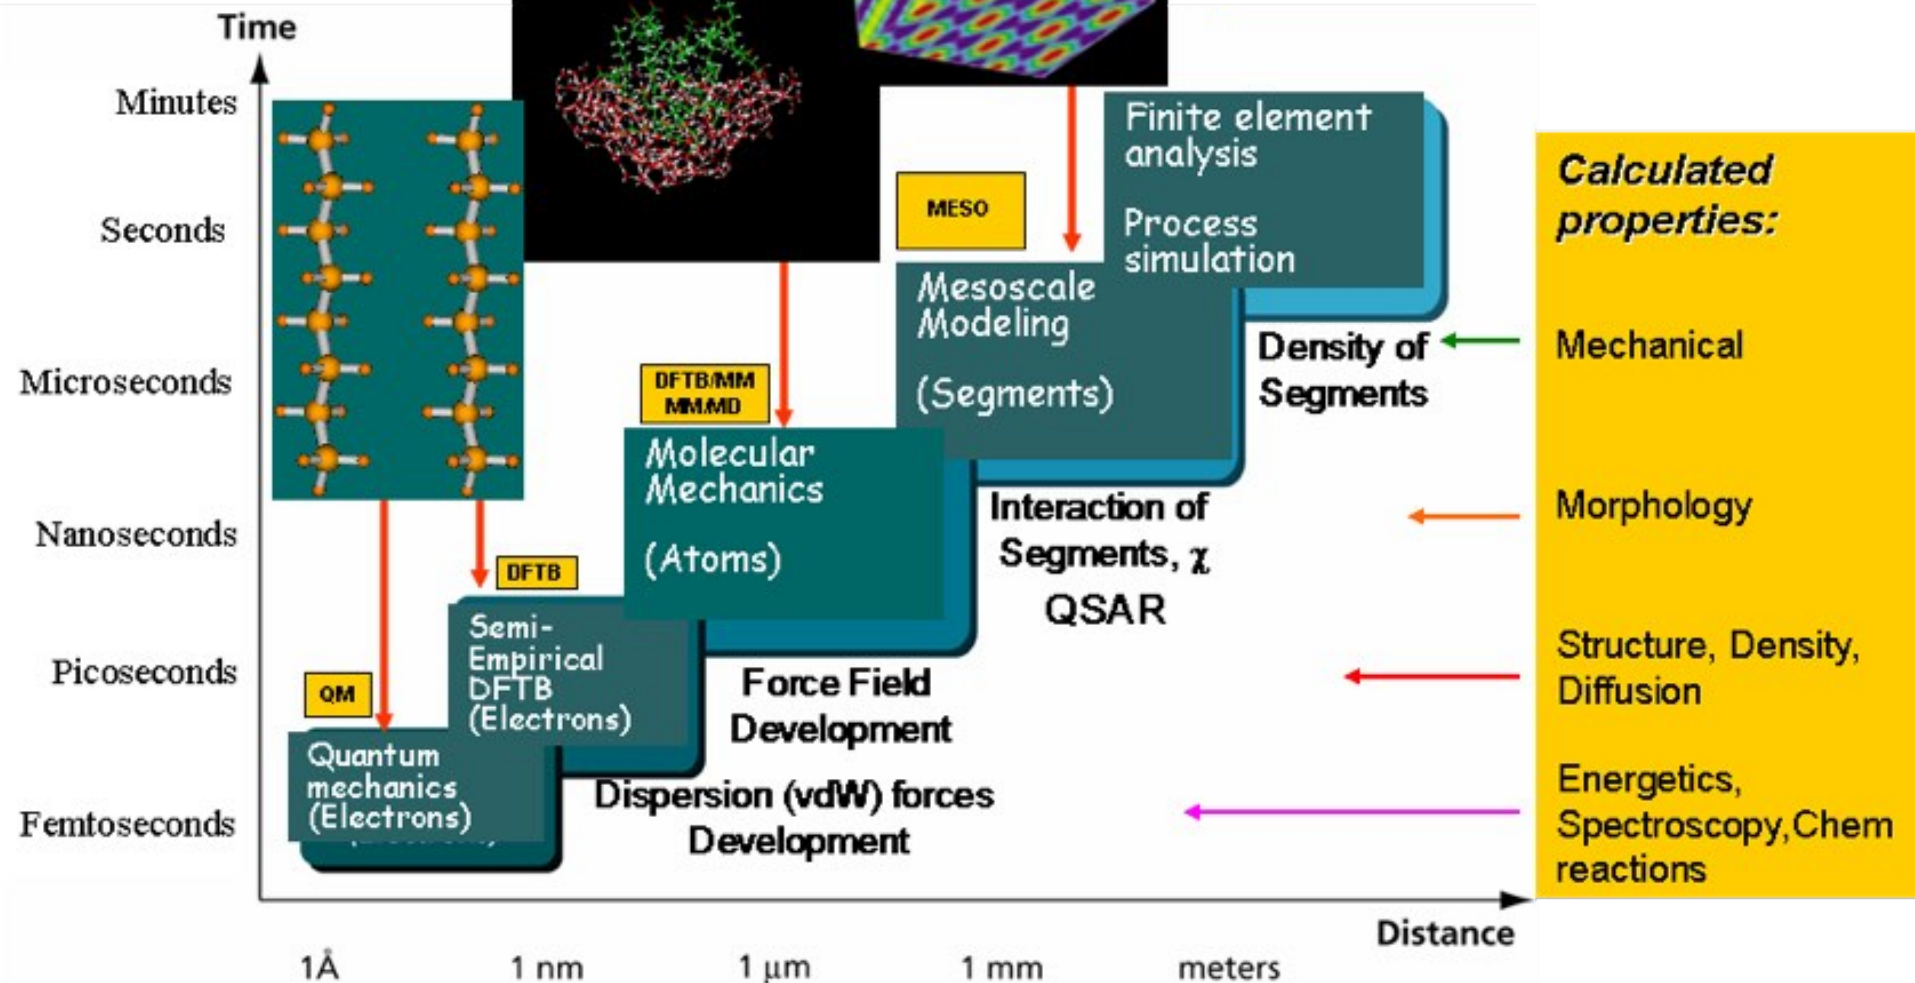 Time
Minutes
Seconds
Microseconds
Nanoseconds
Picoseconds
Femtoseconds
QM
Quantum
mechanics
(Electrons)
DFTB
Semi-
Empirical
DFTB
(Electrons)
DFTB/MM
MM.MD
Molecular
Mechanics
(Atoms)
MESO
Mesoscale
Modeling
(Segments)
Finite element
analysis
Process
simulation
Density of
Segments
Interaction of
Segments, χ
QSAR
Force Field
Development
Dispersion (vdW) forces
Development
Calculated
properties:
Mechanical
Morphology
Structure, Density,
Diffusion
Energetics,
Spectroscopy,Chem
reactions
Distance
1Å
1 nm
1 μm
1 mm
meters